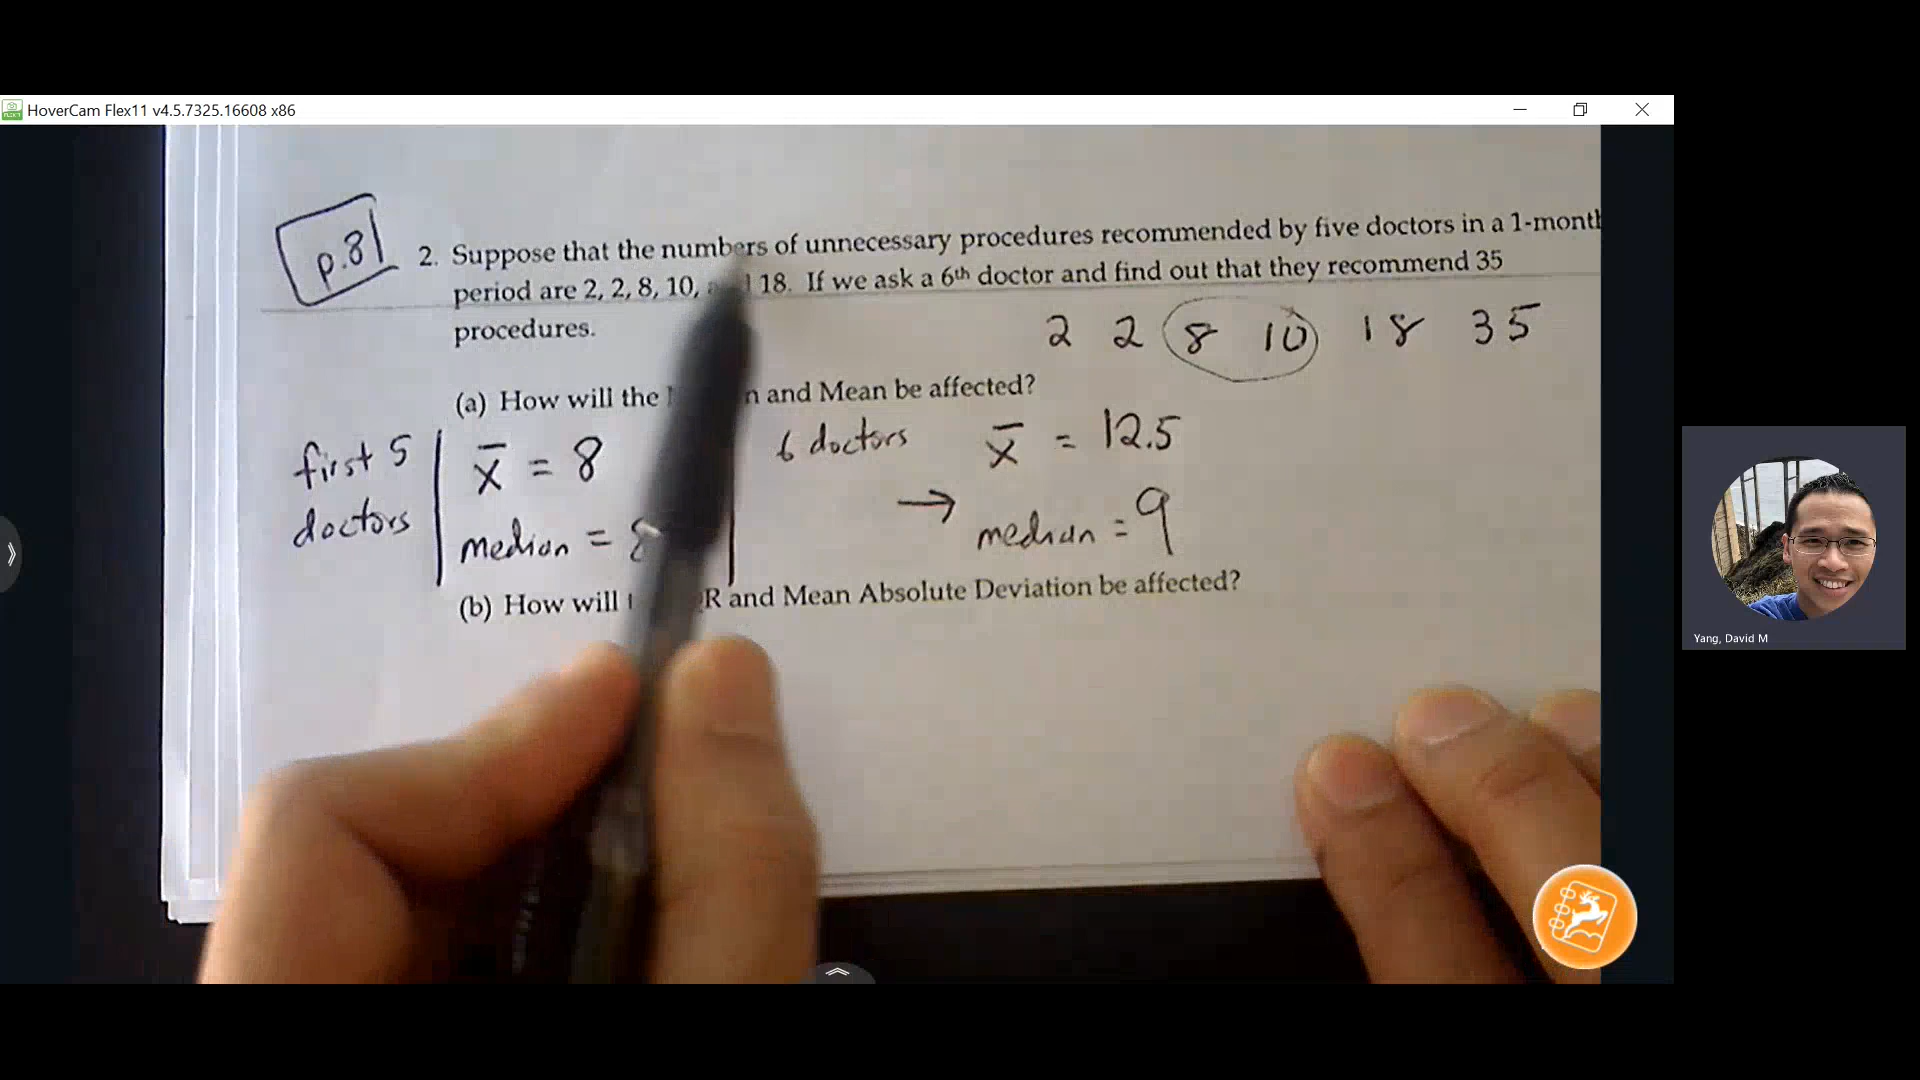 HoverCam Flex11 v4.5.7325.16608 x86
p.81
2. Suppose that the numbers of unnecessary procedures recommended by five doctors in a 1-month
period are 2, 2, 8, 10, 18. If we ask a 6th doctor and find out that they recommend 35
procedures.
2 2 8 10 18 35
(a) How will the and Mean be affected?
first 5
doctors
x̄ = 8
median =
6 doctors
x̄ = 12.5
→ median = 9
(b) How will and Mean Absolute Deviation be affected?
Yang, David M